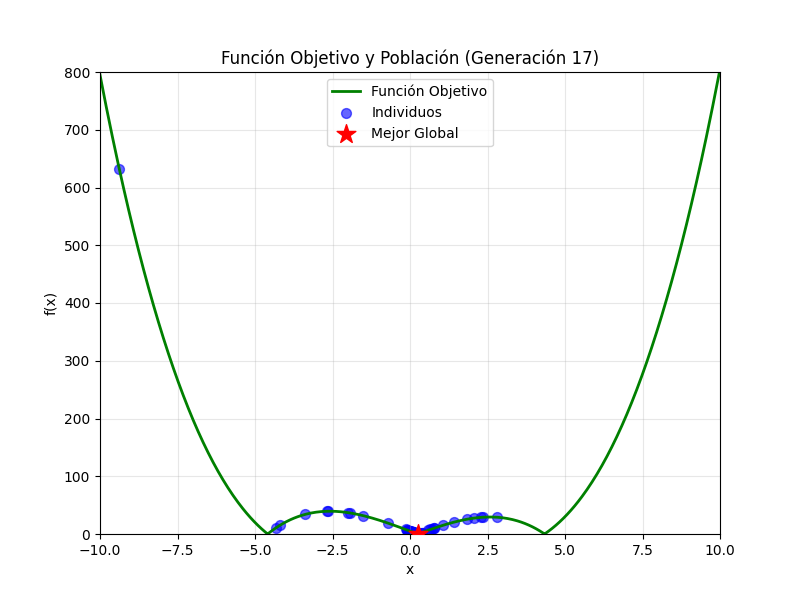 Función Objetivo y Población (Generación 17)
Función Objetivo
Individuos
Mejor Global
800
700
600
500
400
300
200
100
0
f(x)
−10.0 −7.5 −5.0 −2.5 0.0 2.5 5.0 7.5 10.0
x